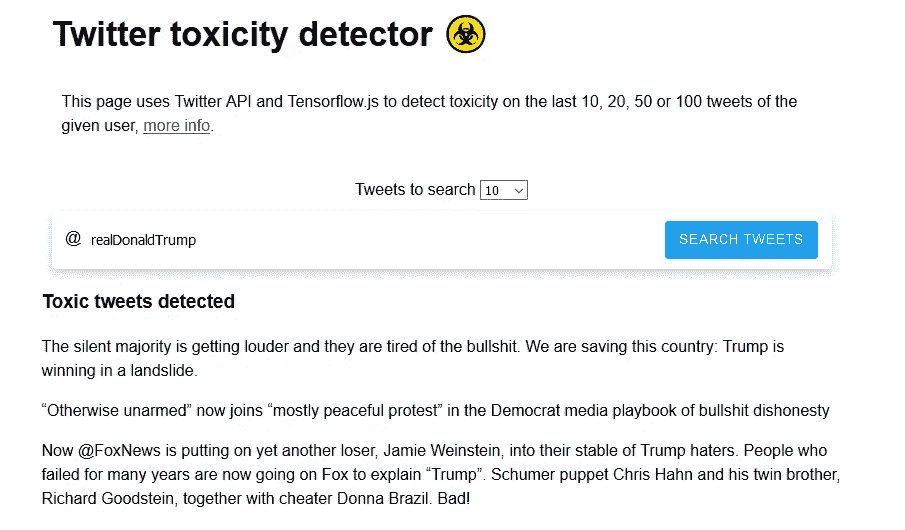 Twitter toxicity detector
This page uses Twitter API and Tensorflow.js to detect toxicity on the last 10, 20, 50 or 100 tweets of the
given user, more info.
Tweets to search 10
@ realDonaldTrump SEARCH TWEETS
Toxic tweets detected
The silent majority is getting louder and they are tired of the bullshit. We are saving this country: Trump is
winning in a landslide.
“Otherwise unarmed” now joins “mostly peaceful protest” in the Democrat media playbook of bullshit dishonesty
Now @FoxNews is putting on yet another loser, Jamie Weinstein, into their stable of Trump haters. People who
failed for many years are now going on Fox to explain “Trump”. Schumer puppet Chris Hahn and his twin brother,
Richard Goodstein, together with cheater Donna Brazil. Bad!